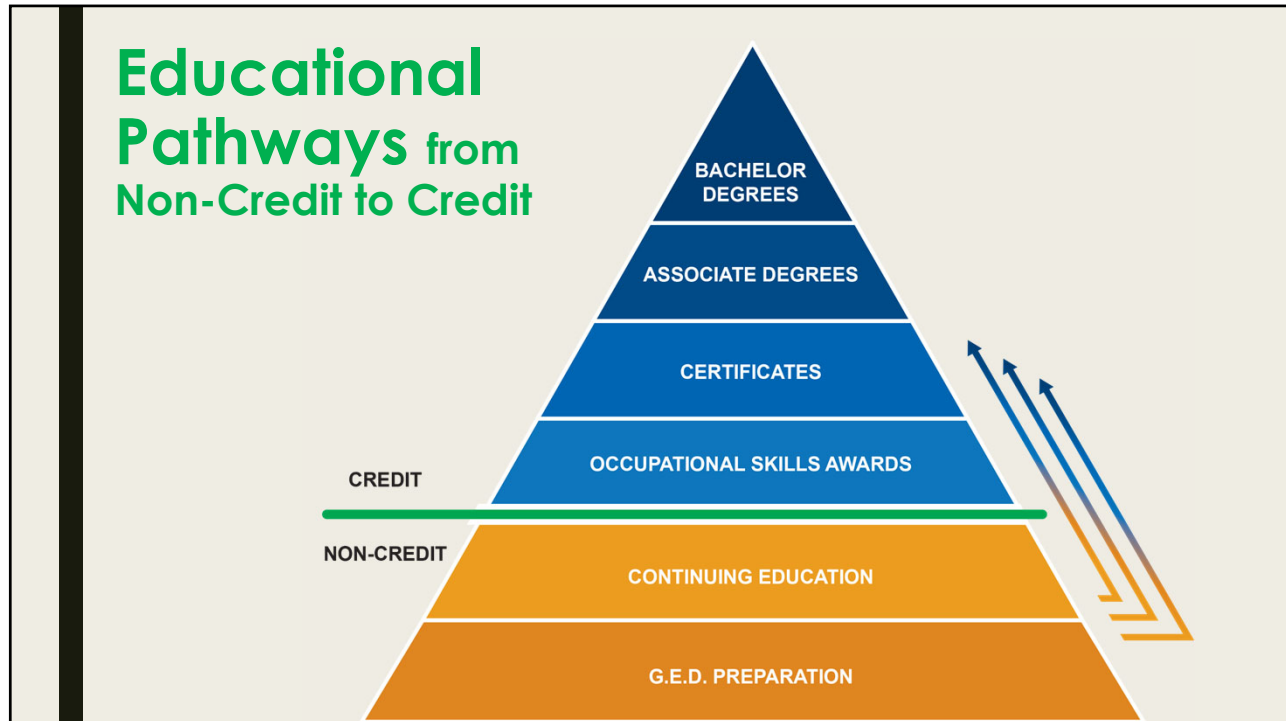 Educational
Pathways from
Non-Credit to Credit
BACHELOR
DEGREES
ASSOCIATE DEGREES
CERTIFICATES
OCCUPATIONAL SKILLS AWARDS
CREDIT
NON-CREDIT
CONTINUING EDUCATION
G.E.D. PREPARATION